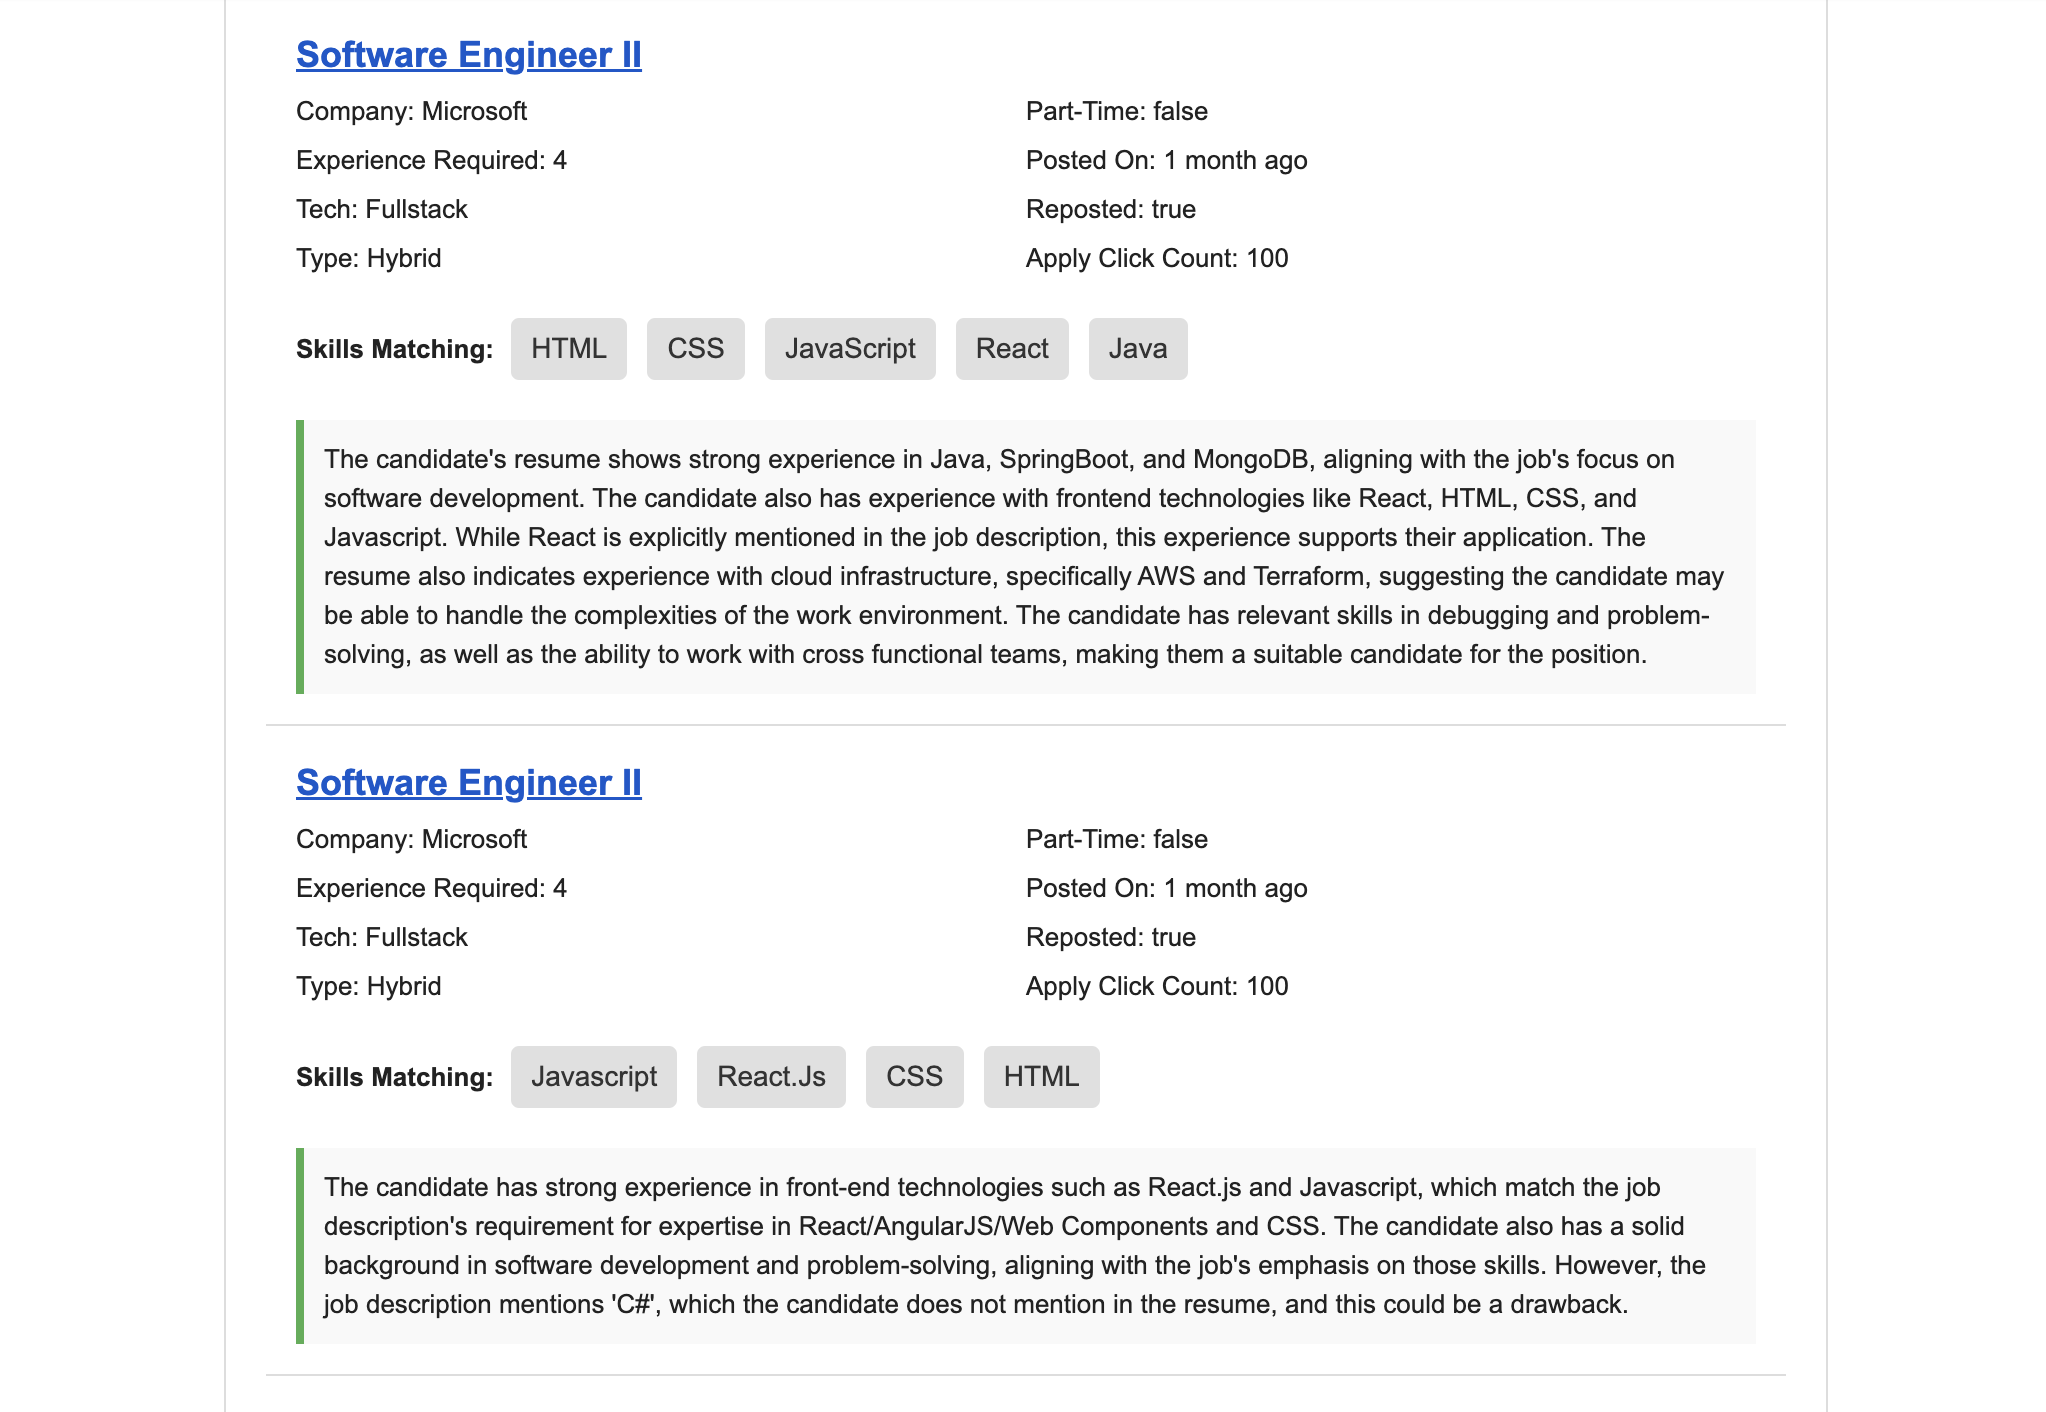 Software Engineer II
Company: Microsoft
Part-Time: false
Experience Required: 4
Posted On: 1 month ago
Tech: Fullstack
Reposted: true
Type: Hybrid
Apply Click Count: 100
Skills Matching: HTML CSS JavaScript React Java
The candidate's resume shows strong experience in Java, SpringBoot, and MongoDB, aligning with the job's focus on
software development. The candidate also has experience with frontend technologies like React, HTML, CSS, and
Javascript. While React is explicitly mentioned in the job description, this experience supports their application. The
resume also indicates experience with cloud infrastructure, specifically AWS and Terraform, suggesting the candidate may
be able to handle the complexities of the work environment. The candidate has relevant skills in debugging and problem-
solving, as well as the ability to work with cross functional teams, making them a suitable candidate for the position.
Software Engineer II
Company: Microsoft
Part-Time: false
Experience Required: 4
Posted On: 1 month ago
Tech: Fullstack
Reposted: true
Type: Hybrid
Apply Click Count: 100
Skills Matching: Javascript React.Js CSS HTML
The candidate has strong experience in front-end technologies such as React.js and Javascript, which match the job
description's requirement for expertise in React/AngularJS/Web Components and CSS. The candidate also has a solid
background in software development and problem-solving, aligning with the job's emphasis on those skills. However, the
job description mentions 'C#', which the candidate does not mention in the resume, and this could be a drawback.